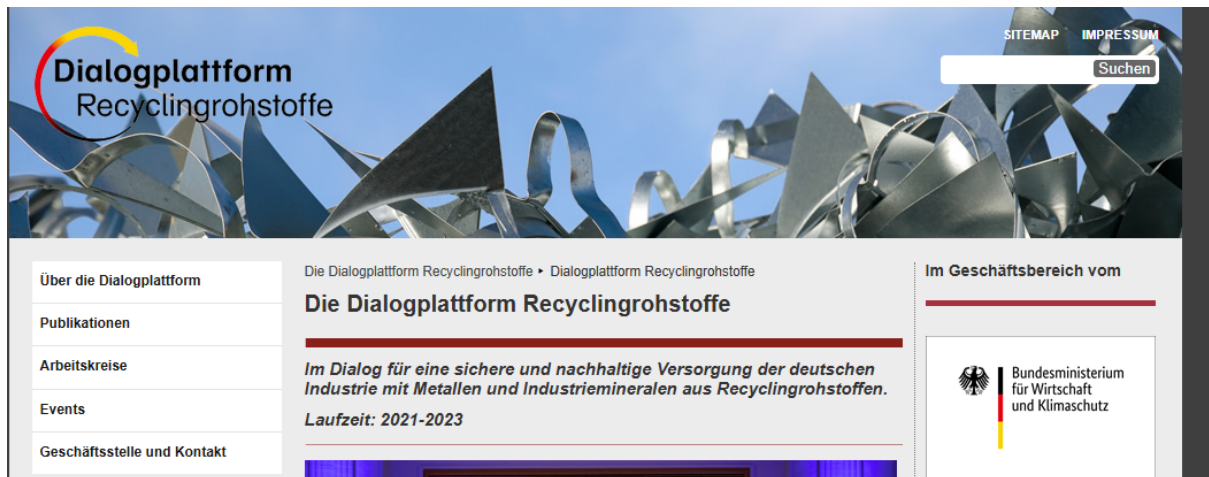 Dialogplattform
Recyclingrohstoffe
SITEMAP IMPRESSUM
Suchen
Über die Dialogplattform
Publikationen
Arbeitskreise
Events
Geschäftsstelle und Kontakt
Die Dialogplattform Recyclingrohstoffe ▸ Dialogplattform Recyclingrohstoffe
Die Dialogplattform Recyclingrohstoffe
Im Dialog für eine sichere und nachhaltige Versorgung der deutschen
Industrie mit Metallen und Industriemineralen aus Recyclingrohstoffen.
Laufzeit: 2021-2023
Im Geschäftsbereich vom
Bundesministerium
für Wirtschaft
und Klimaschutz